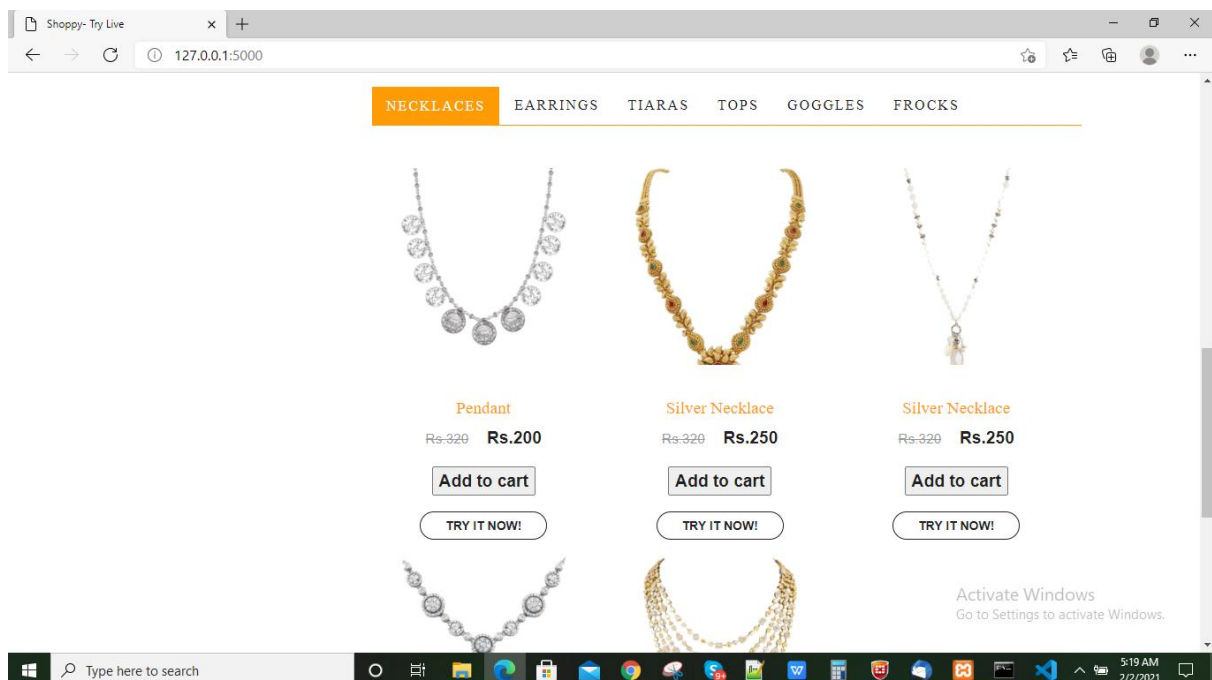 Shoppy- Try Live
127.0.0.1:5000
NECKLACES EARRINGS TIARAS TOPS GOGGLES FROCKS
Pendant Silver Necklace Silver Necklace
Rs.320 Rs.200 Rs.320 Rs.250 Rs.320 Rs.250
Add to cart Add to cart Add to cart
TRY IT NOW! TRY IT NOW! TRY IT NOW!
Activate Windows
Go to Settings to activate Windows.
Type here to search
5:19 AM
2/2/2021